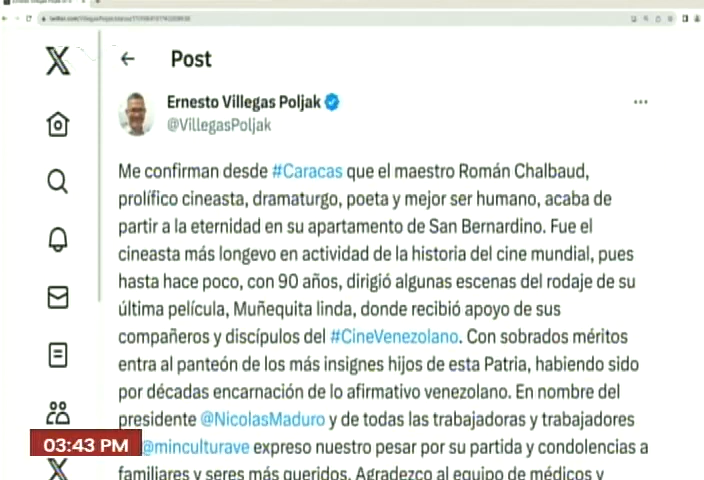 Post
Ernesto Villegas Poljak
@VillegasPoljak
Me confirman desde #Caracas que el maestro Román Chalbaud,
prolífico cineasta, dramaturgo, poeta y mejor ser humano, acaba de
partir a la eternidad en su apartamento de San Bernardino. Fue el
cineasta más longevo en actividad de la historia del cine mundial, pues
hasta hace poco, con 90 años, dirigió algunas escenas del rodaje de su
última película, Muñequita linda, donde recibió apoyo de sus
compañeros y discípulos del #CineVenezolano. Con sobrados méritos
entra al panteón de los más insignes hijos de esta Patria, habiendo sido
por décadas encarnación de lo afirmativo venezolano. En nombre del
presidente @NicolasMaduro y de todas las trabajadoras y trabajadores
@minculturave expreso nuestro pesar por su partida y condolencias a
03:43 PM
familiares y seres más queridos. Agradezco al equipo de médicos y